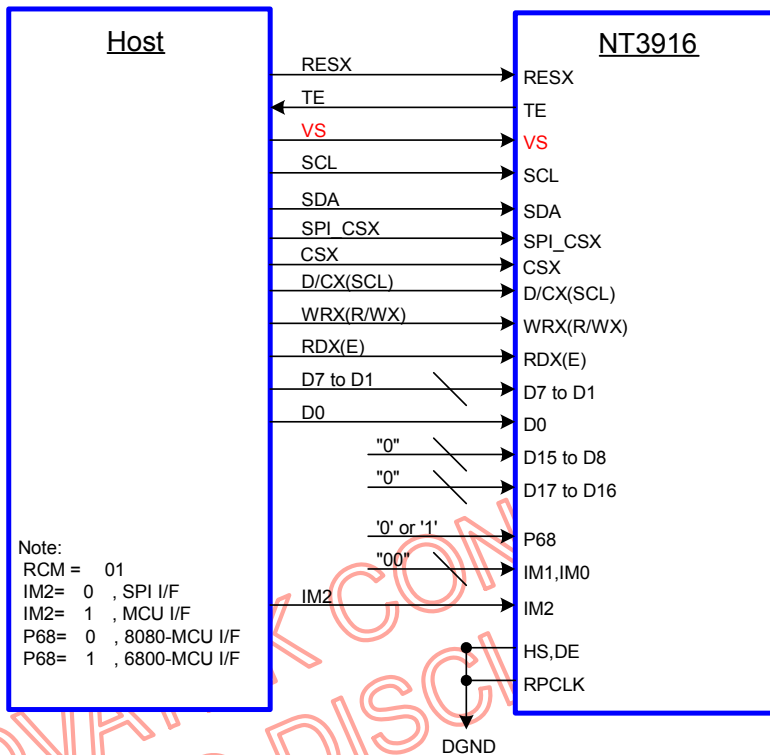 Host
NT3916
RESX
RESX
TE
TE
VS
VS
SCL
SCL
SDA
SDA
SPI_CSX
SPI_CSX
CSX
CSX
D/CX(SCL)
D/CX(SCL)
WRX(R/WX)
WRX(R/WX)
RDX(E)
RDX(E)
D7 to D1
D7 to D1
D0
D0
"0"
D15 to D8
"0"
D17 to D16
'0' or '1'
P68
"00"
IM1,IM0
IM2
IM2
HS,DE
RPCLK
DGND
Note:
RCM = 01
IM2= 0 , SPI I/F
IM2= 1 , MCU I/F
P68= 0 , 8080-MCU I/F
P68= 1 , 6800-MCU I/F